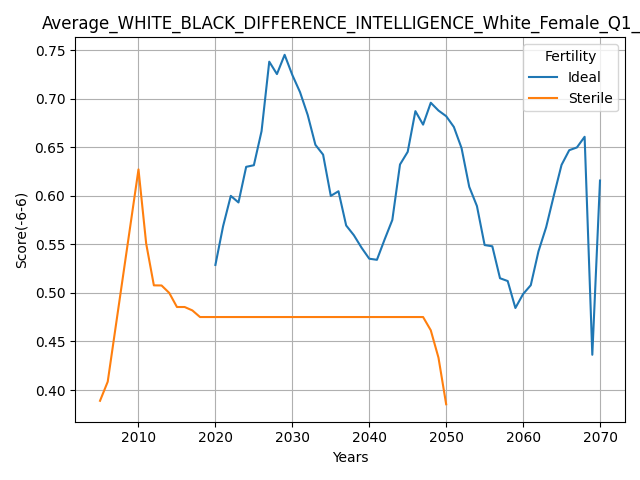 Average_WHITE_BLACK_DIFFERENCE_INTELLIGENCE_White_Female_Q1_
Fertility
Ideal
Sterile
Score(-6-6)
0.75
0.70
0.65
0.60
0.55
0.50
0.45
0.40
2010 2020 2030 2040 2050 2060 2070
Years